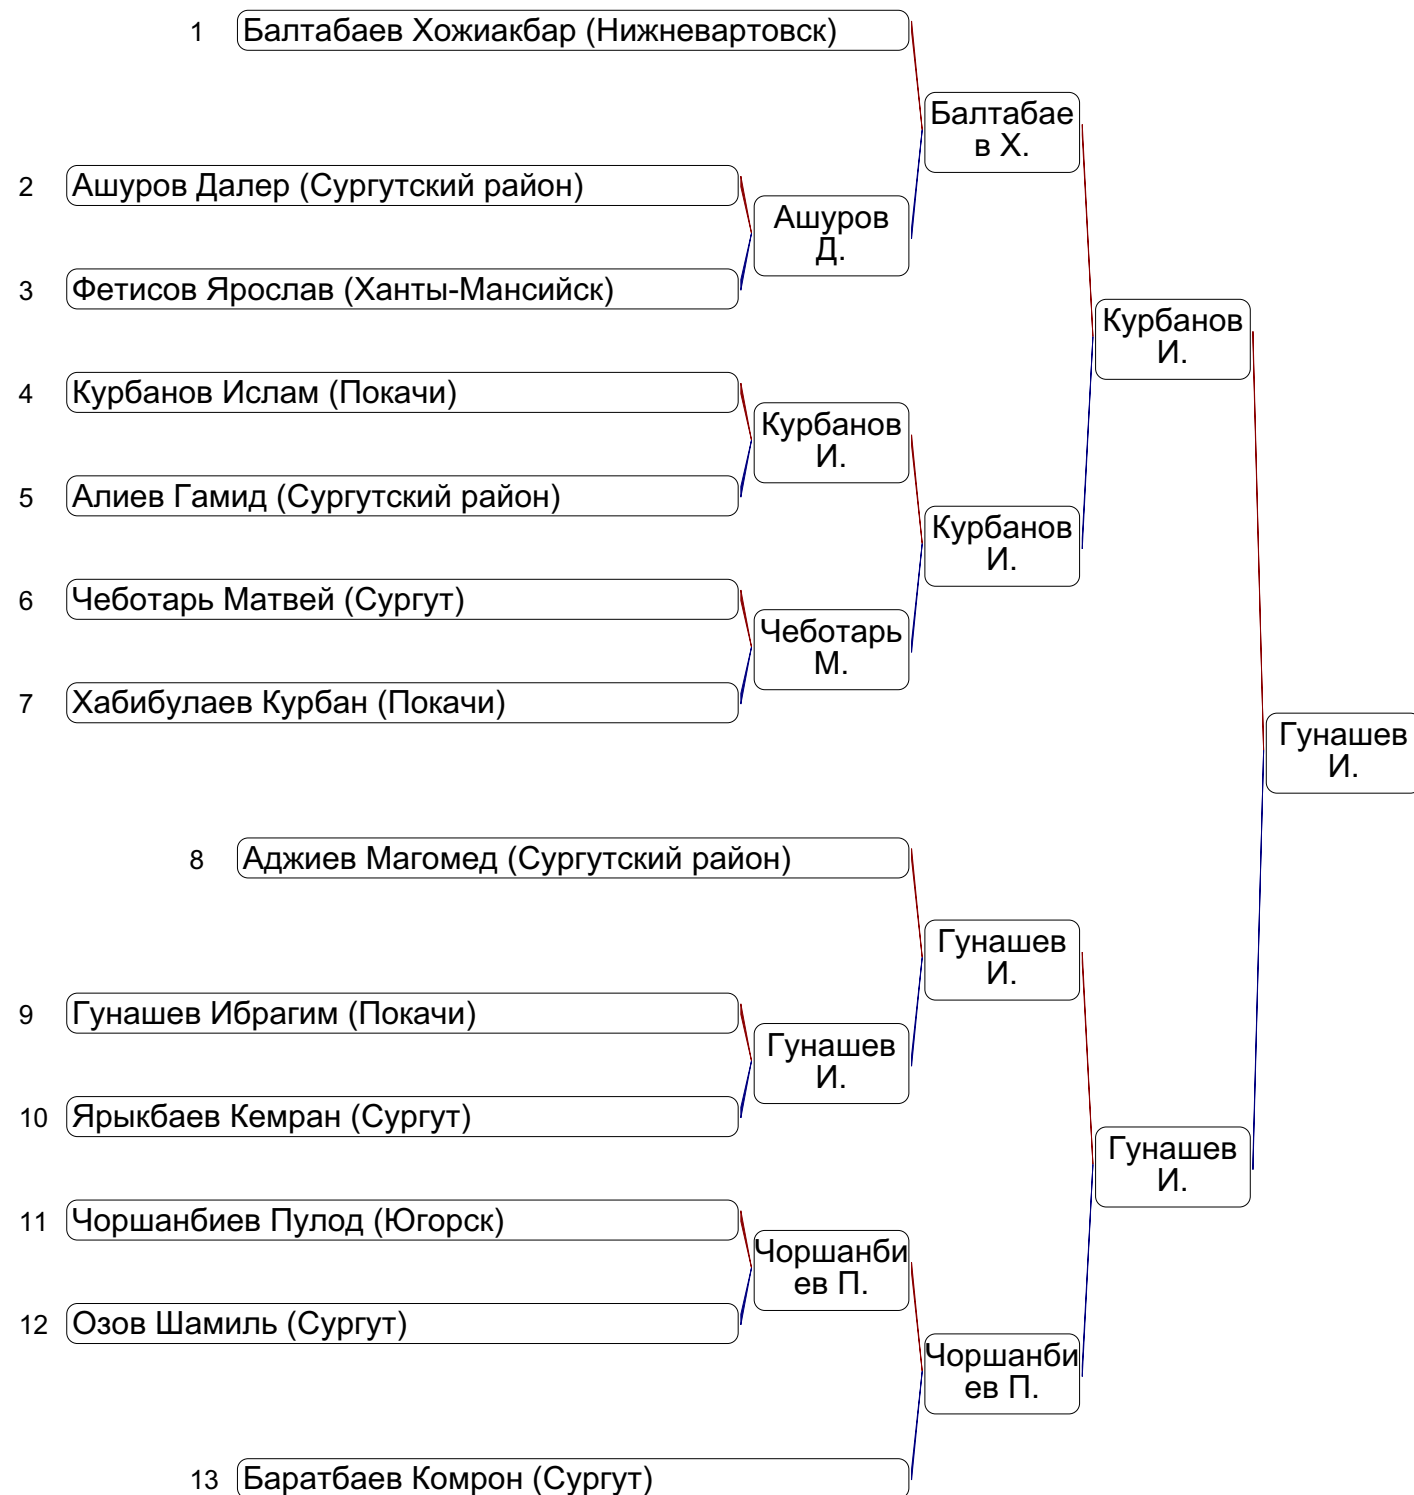 1 Балтабаев Хожиакбар (Нижневартовск)
Балтабае
в Х.
2 Ашуров Далер (Сургутский район)
Ашуров
Д.
3 Фетисов Ярослав (Ханты-Мансийск)
Курбанов
И.
4 Курбанов Ислам (Покачи)
Курбанов
И.
5 Алиев Гамид (Сургутский район)
Курбанов
И.
6 Чеботарь Матвей (Сургут)
Чеботарь
М.
7 Хабибулаев Курбан (Покачи)
Гунашев
И.
8 Аджиев Магомед (Сургутский район)
Гунашев
И.
9 Гунашев Ибрагим (Покачи)
Гунашев
И.
10 Ярыкбаев Кемран (Сургут)
Гунашев
И.
11 Чоршанбиев Пулод (Югорск)
Чоршанби
ев П.
12 Озов Шамиль (Сургут)
Чоршанби
ев П.
13 Баратбаев Комрон (Сургут)